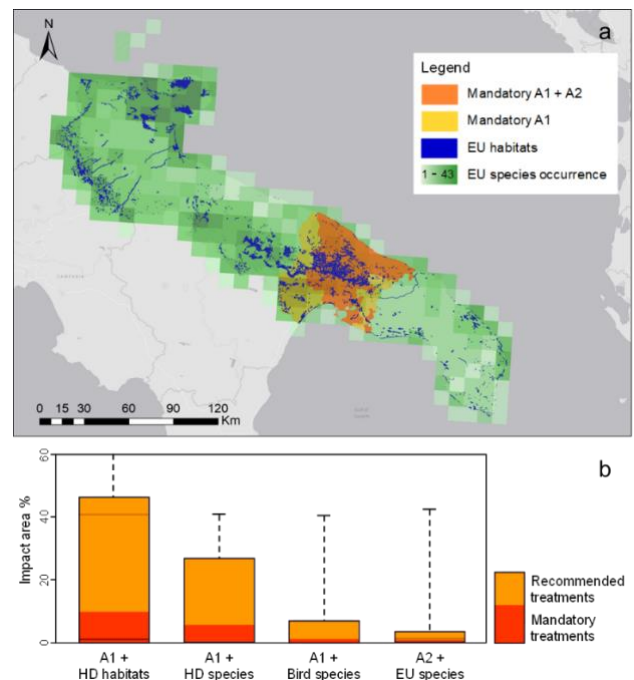 N
a
Legend
Mandatory A1 + A2
Mandatory A1
EU habitats
1 - 43 EU species occurrence
0 15 30 60 90 120
Km
b
Impact area %
60
40
20
0
Recommended
treatments
Mandatory
treatments
A1 +
HD habitats
A1 +
HD species
A1 +
Bird species
A2 +
EU species